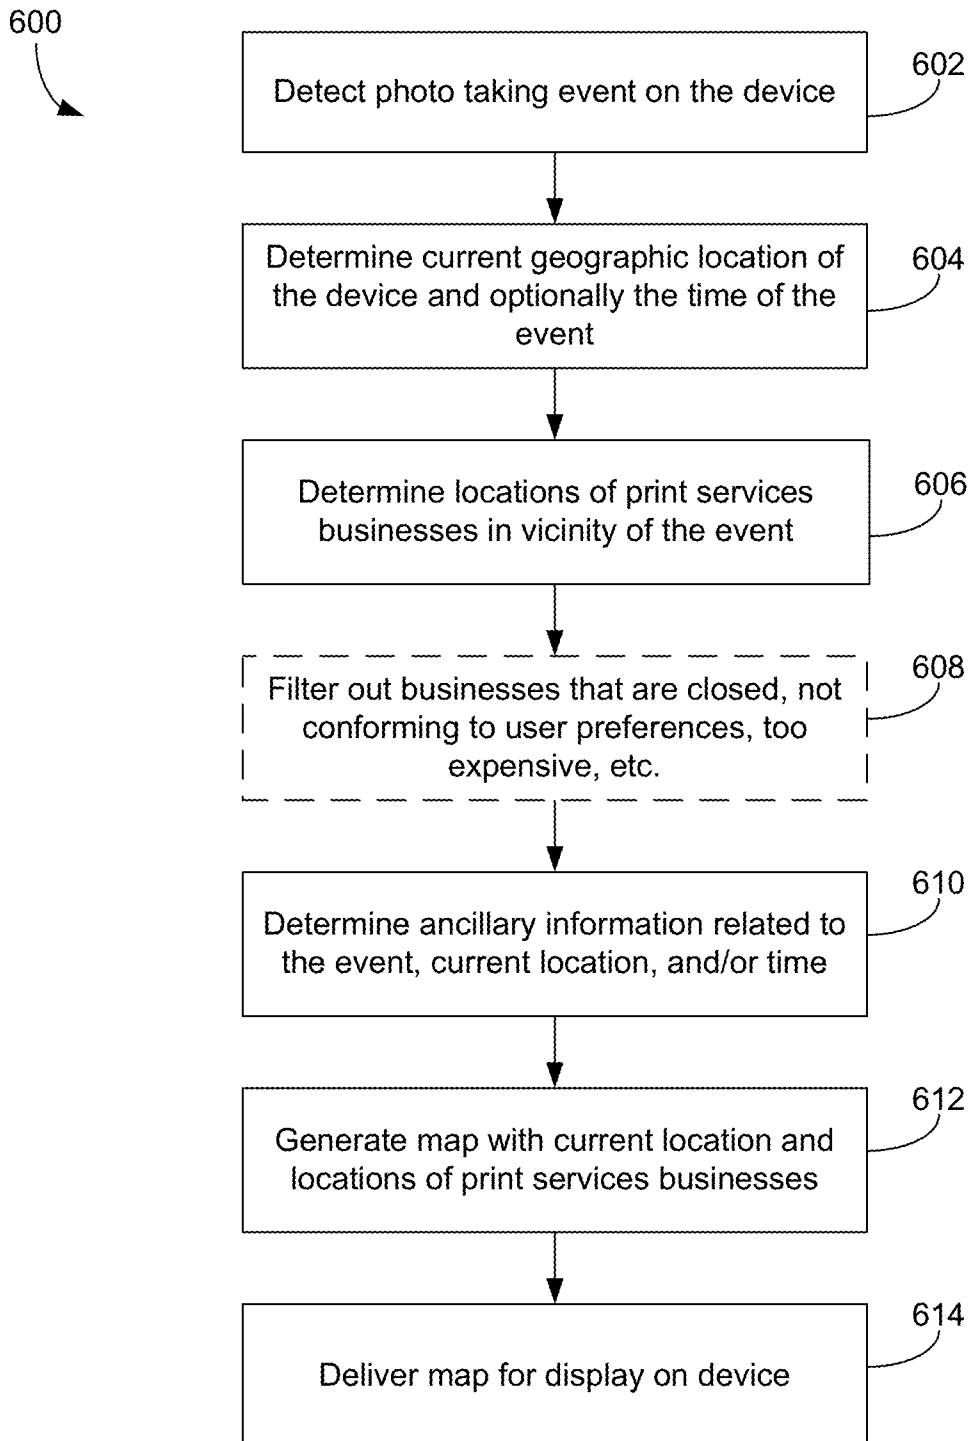 600
Detect photo taking event on the device
602
Determine current geographic location of
the device and optionally the time of the
event
604
Determine locations of print services
businesses in vicinity of the event
606
Filter out businesses that are closed, not
conforming to user preferences, too
expensive, etc.
608
Determine ancillary information related to
the event, current location, and/or time
610
Generate map with current location and
locations of print services businesses
612
Deliver map for display on device
614